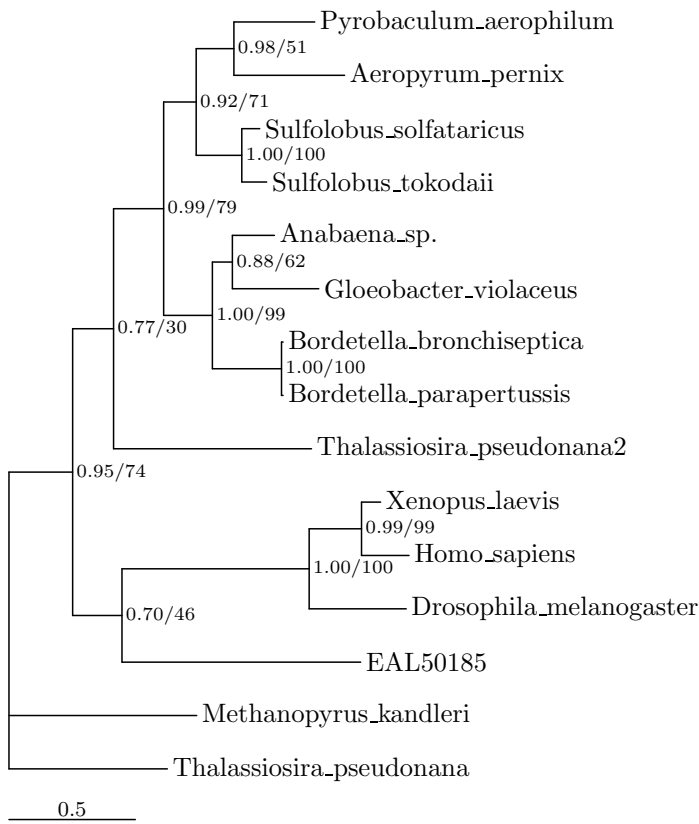 Pyrobaculum_aerophilum
0.98/51
Aeropyrum_pernix
0.92/71
Sulfolobus_solfataricus
1.00/100
Sulfolobus_tokodaii
0.99/79
Anabaena_sp.
0.88/62
Gloeobacter_violaceus
1.00/99
0.77/30
Bordetella_bronchiseptica
1.00/100
Bordetella_parapertussis
Thalassiosira_pseudonana2
0.95/74
Xenopus_laevis
0.99/99
Homo_sapiens
1.00/100
Drosophila_melanogaster
0.70/46
EAL50185
Methanopyrus_kandleri
Thalassiosira_pseudonana
0.5